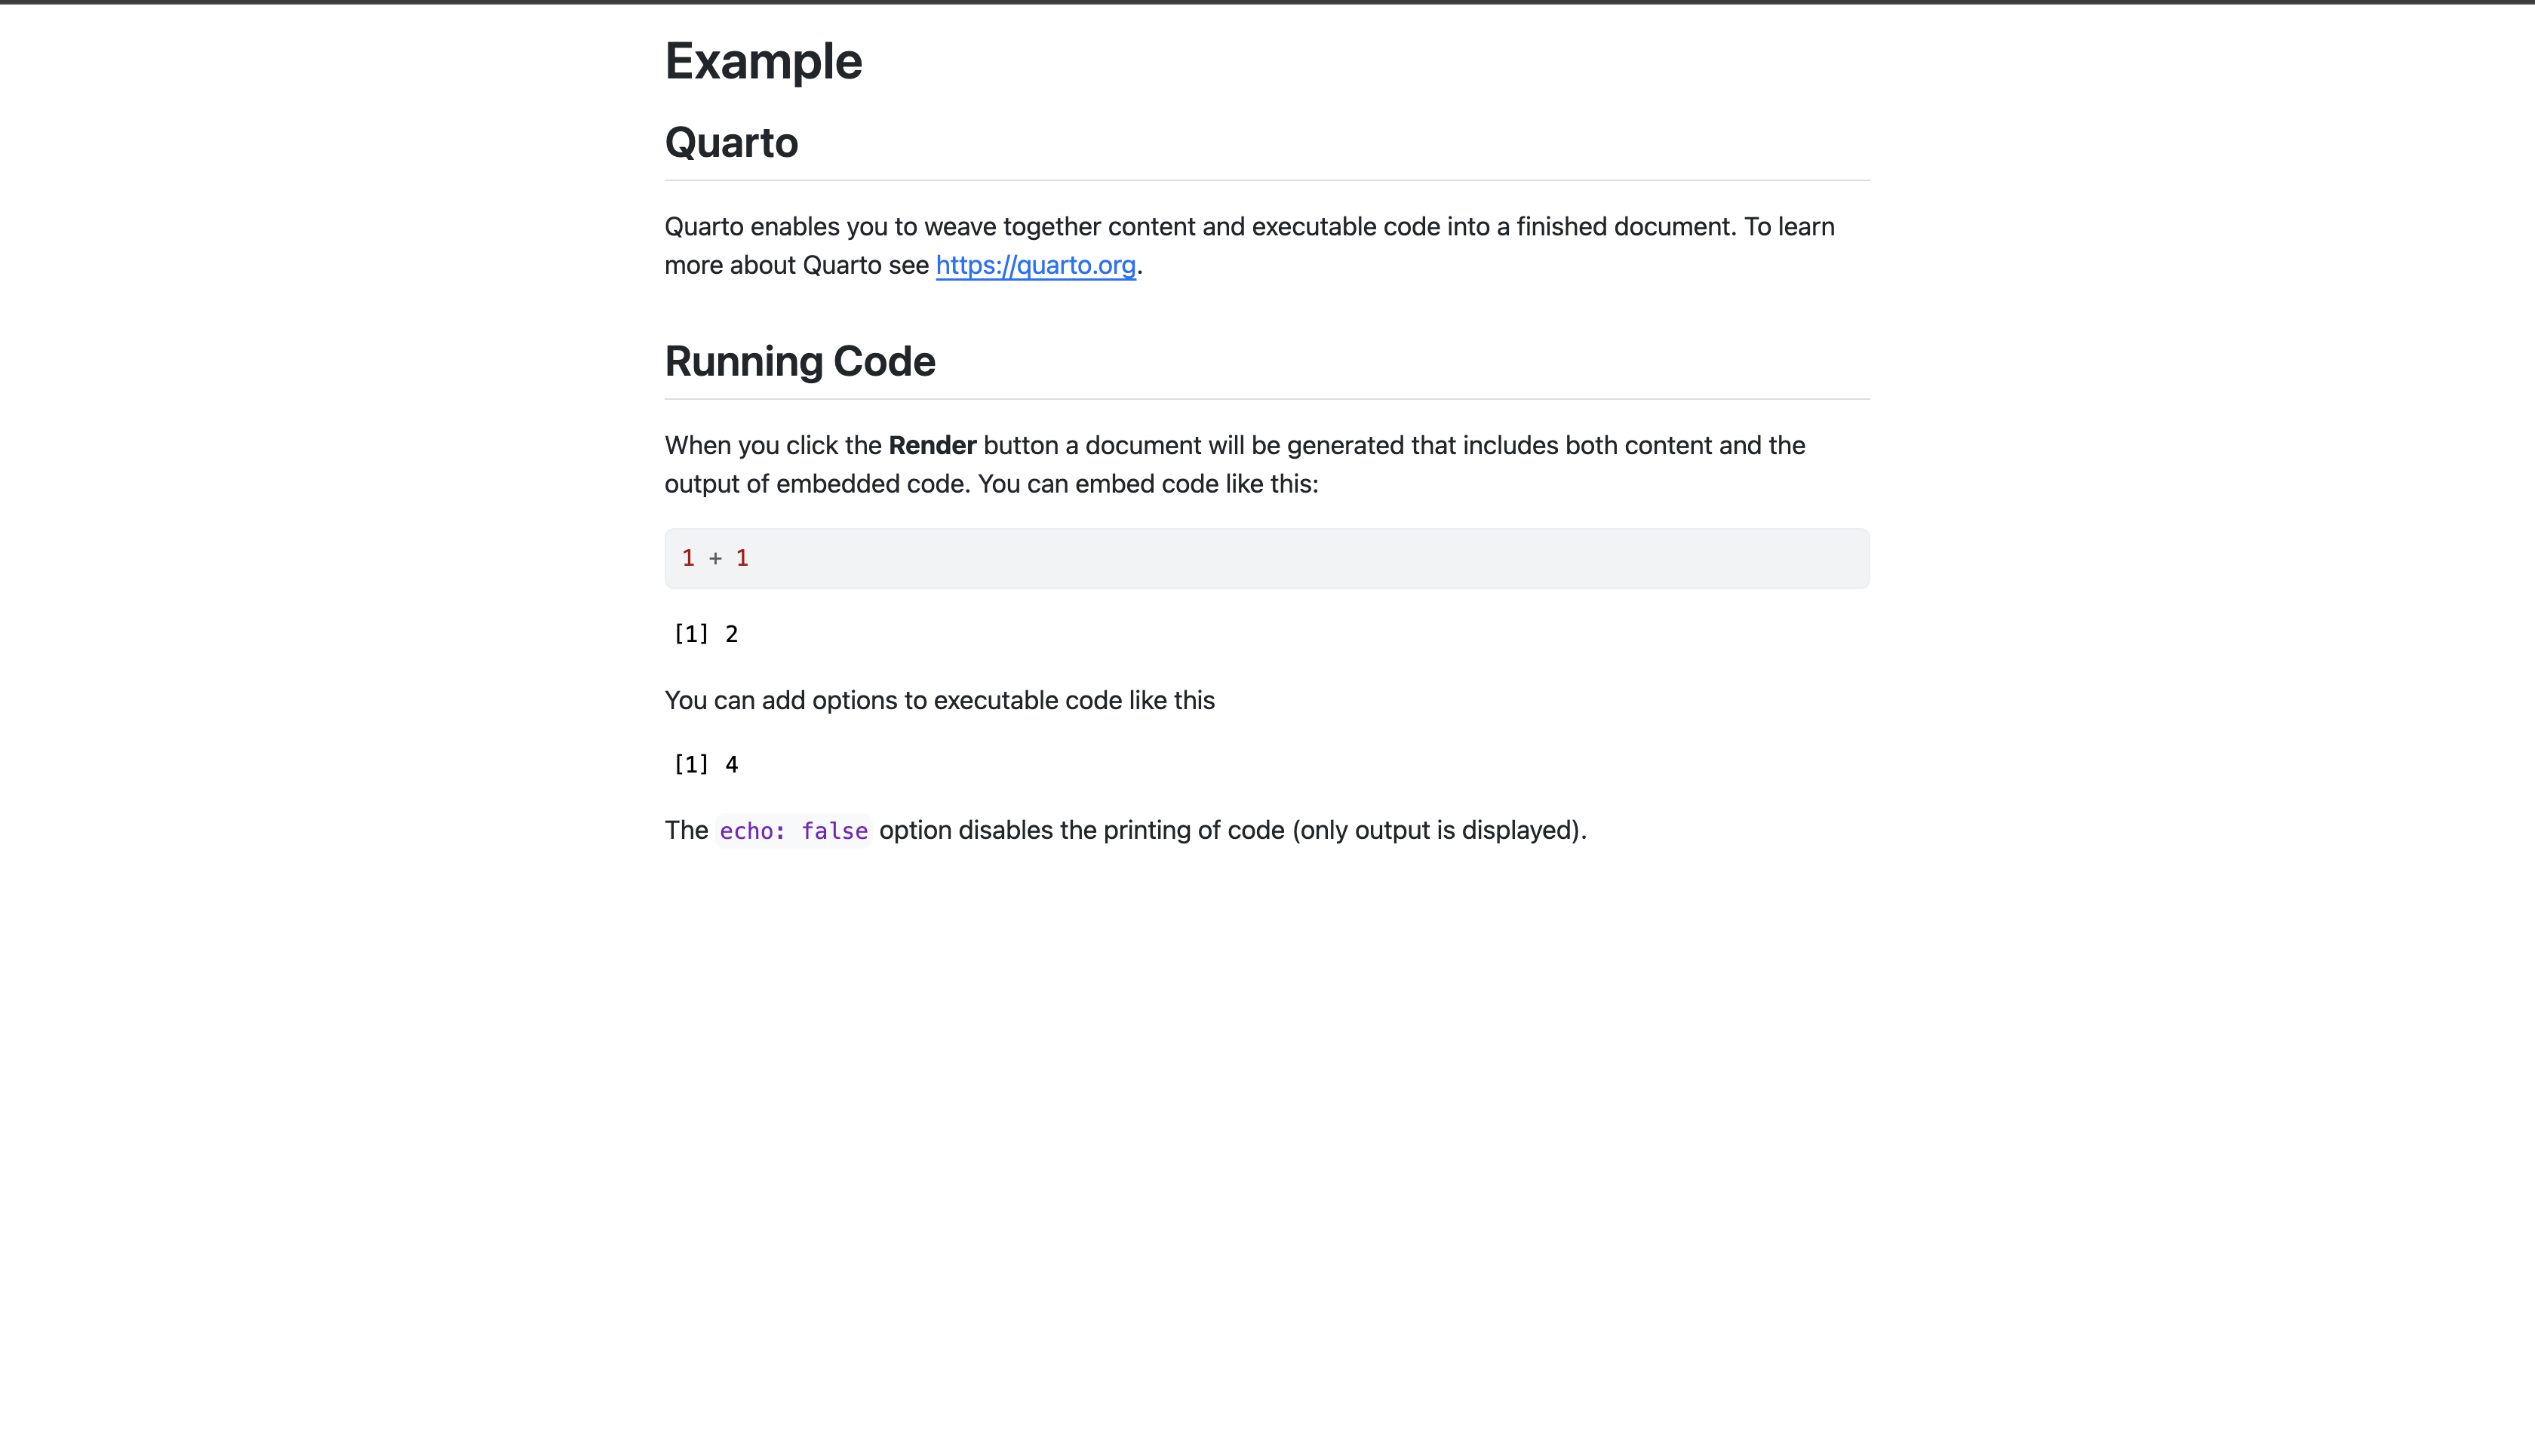 Example
Quarto
Quarto enables you to weave together content and executable code into a finished document. To learn
more about Quarto see https://quarto.org.
Running Code
When you click the Render button a document will be generated that includes both content and the
output of embedded code. You can embed code like this:
1 + 1
[1] 2
You can add options to executable code like this
[1] 4
The echo: false option disables the printing of code (only output is displayed).